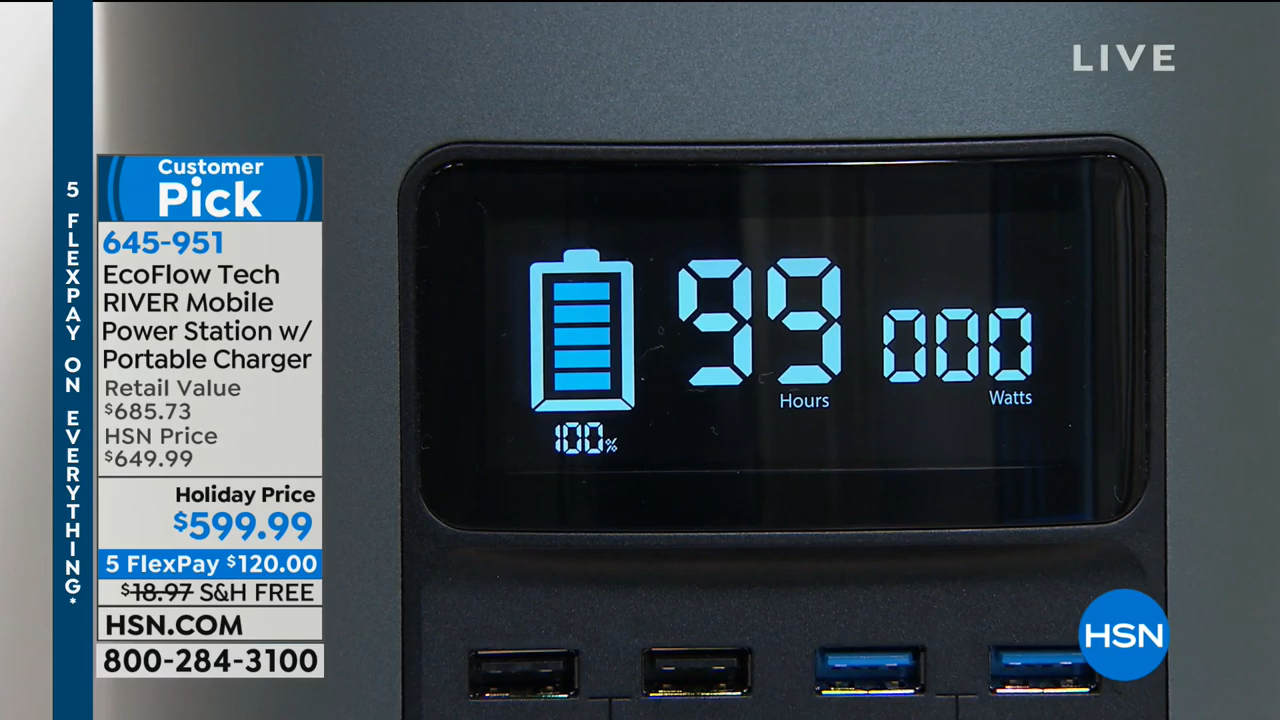 5 FLEXPAY ON EVERYTHING*
LIVE
Customer
Pick
645-951
EcoFlow Tech
RIVER Mobile
Power Station w/
Portable Charger
Retail Value
$685.73
HSN Price
$649.99
Holiday Price
$599.99
5 FlexPay $120.00
$18.97 S&H FREE
HSN.COM
800-284-3100
99
Hours
000
Watts
100%
HSN